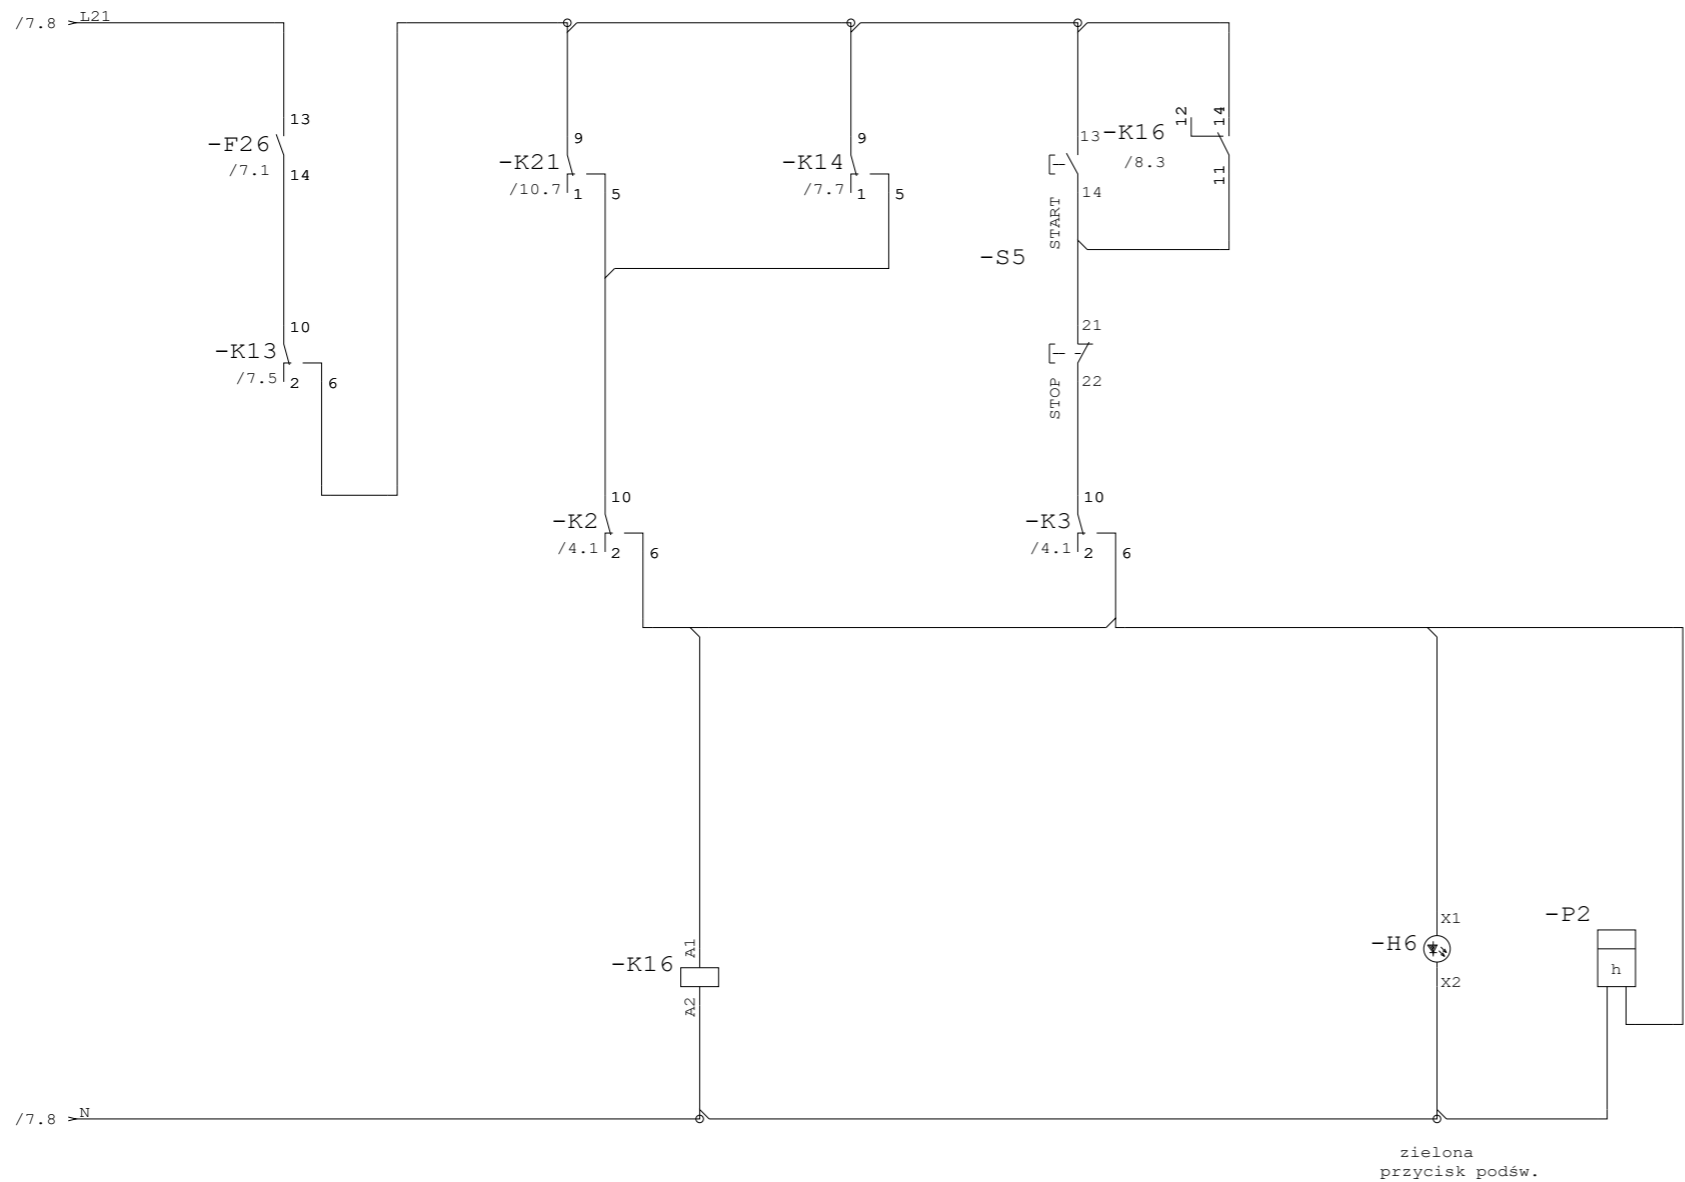 /7.8 L21
13
-F26
/7.1
14
10
-K13
/7.5
2 6
9
-K21
/10.7
1 5
9
-K14
/7.7
1 5
13
14
START
-S5
21
22
STOP
-K16
/8.3
12
14
11
10
-K2
/4.1
2 6
10
-K3
/4.1
2 6
A1
-K16
A2
X1
-H6
X2
-P2
h
/7.8 N
zielona
przycisk podśw.